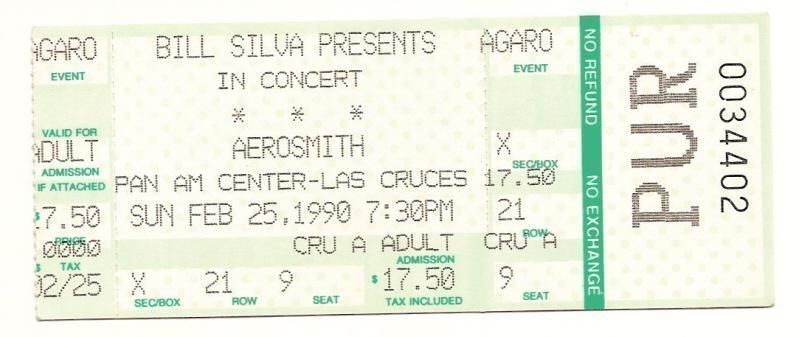 AGARO BILL SILVA PRESENTS AGARO
EVENT IN CONCERT EVENT
* * *
VALID FOR
ADULT AEROSMITH X
ADMISSION SEC/BOX
IF ATTACHED PAN AM CENTER-LAS CRUCES 17.50
$17.50 SUN FEB 25,1990 7:30PM 21
PRICE ROW
0000 CRU A ADULT CRU A
TAX ADMISSION
02/25 X 21 9 $17.50 9
SEC/BOX ROW SEAT TAX INCLUDED SEAT
NO REFUND NO EXCHANGE
PUR
0034402